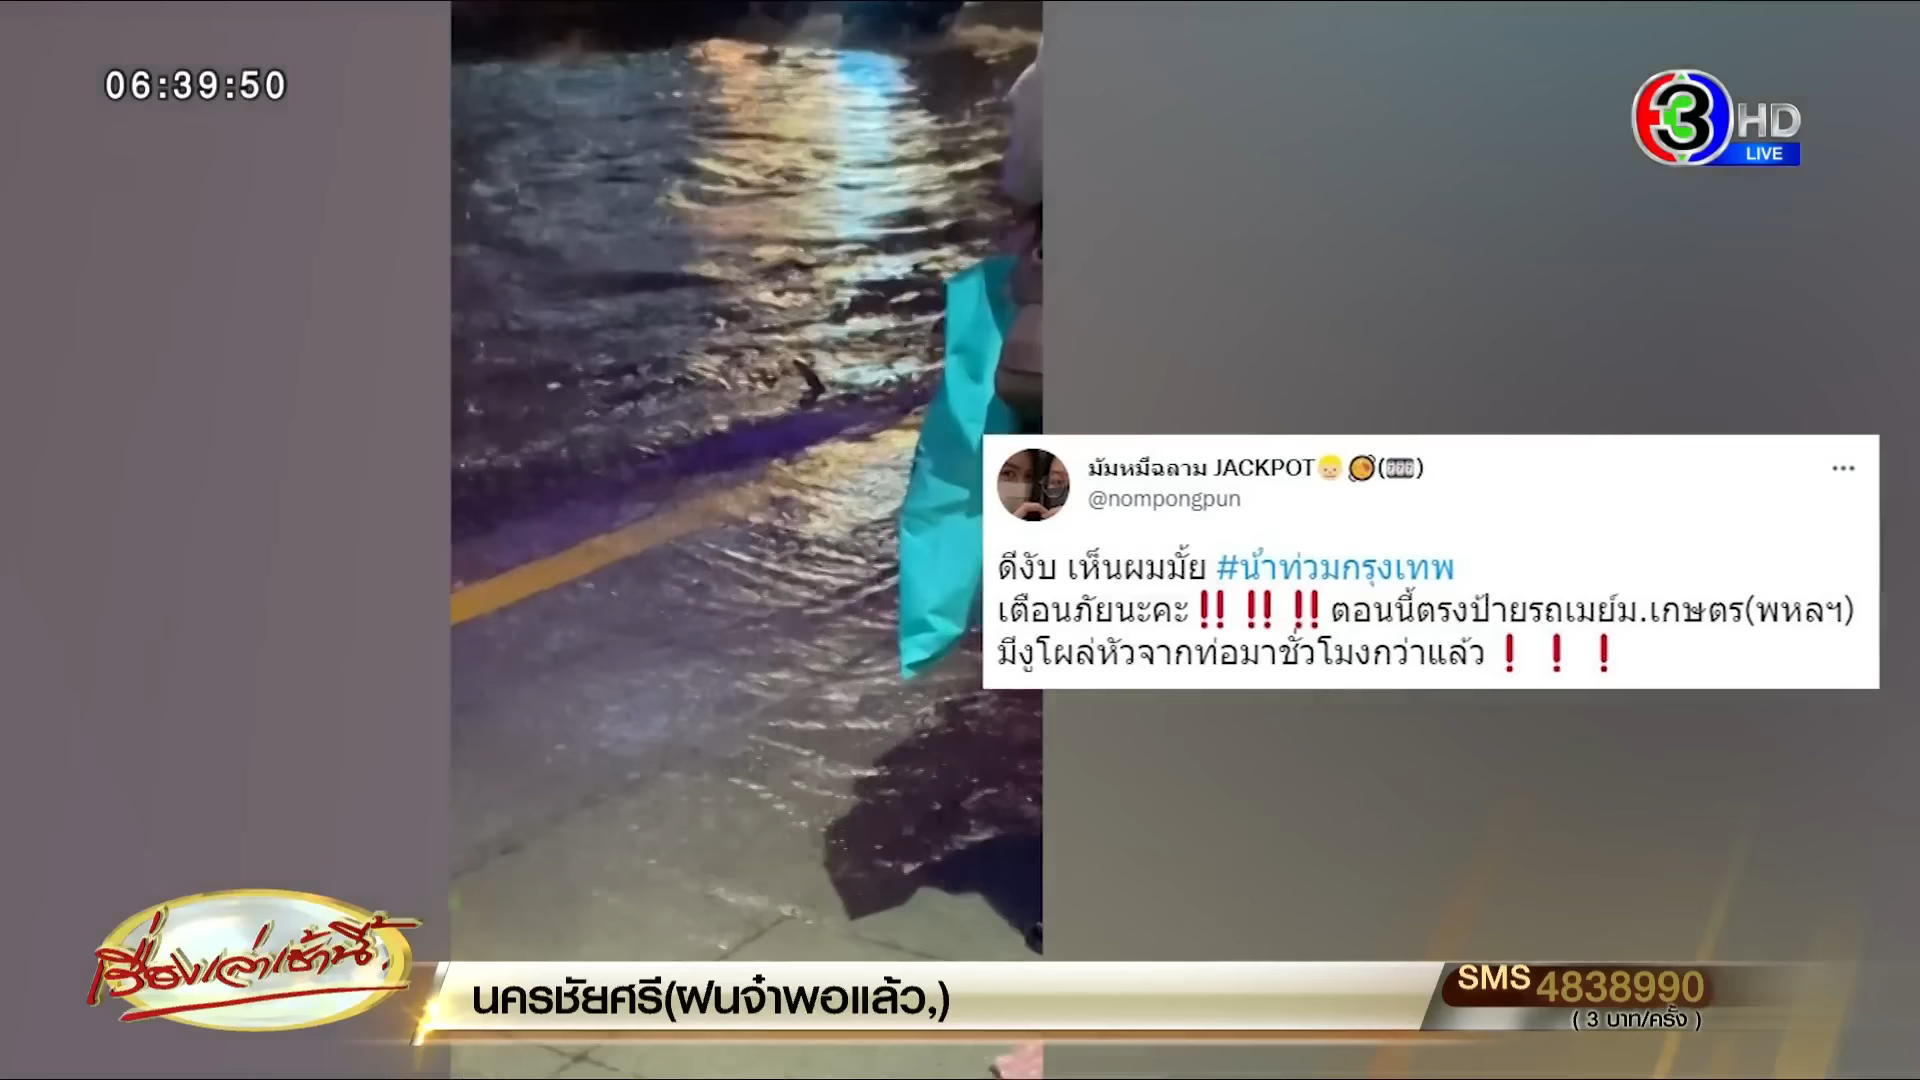 06:39:50
3 HD
LIVE
มัมหมีฉลาม JACKPOT👼🏼🥘(🎰)
@nompongpun
ดีงับ เห็นผมมั้ย #น้ําท่วมกรุงเทพ
เตือนภัยนะคะ‼️ ‼️ ‼️ตอนนี้ตรงป้ายรถเมย์ม.เกษตร(พหลฯ)
มีงูโผล่หัวจากท่อมาชั่วโมงกว่าแล้ว❗ ❗ ❗
เรื่องเล่าเช้านี้
นครชัยศรี(ฝนจ๋าพอแล้ว,)
SMS 4838990
( 3 บาท/ครั้ง )